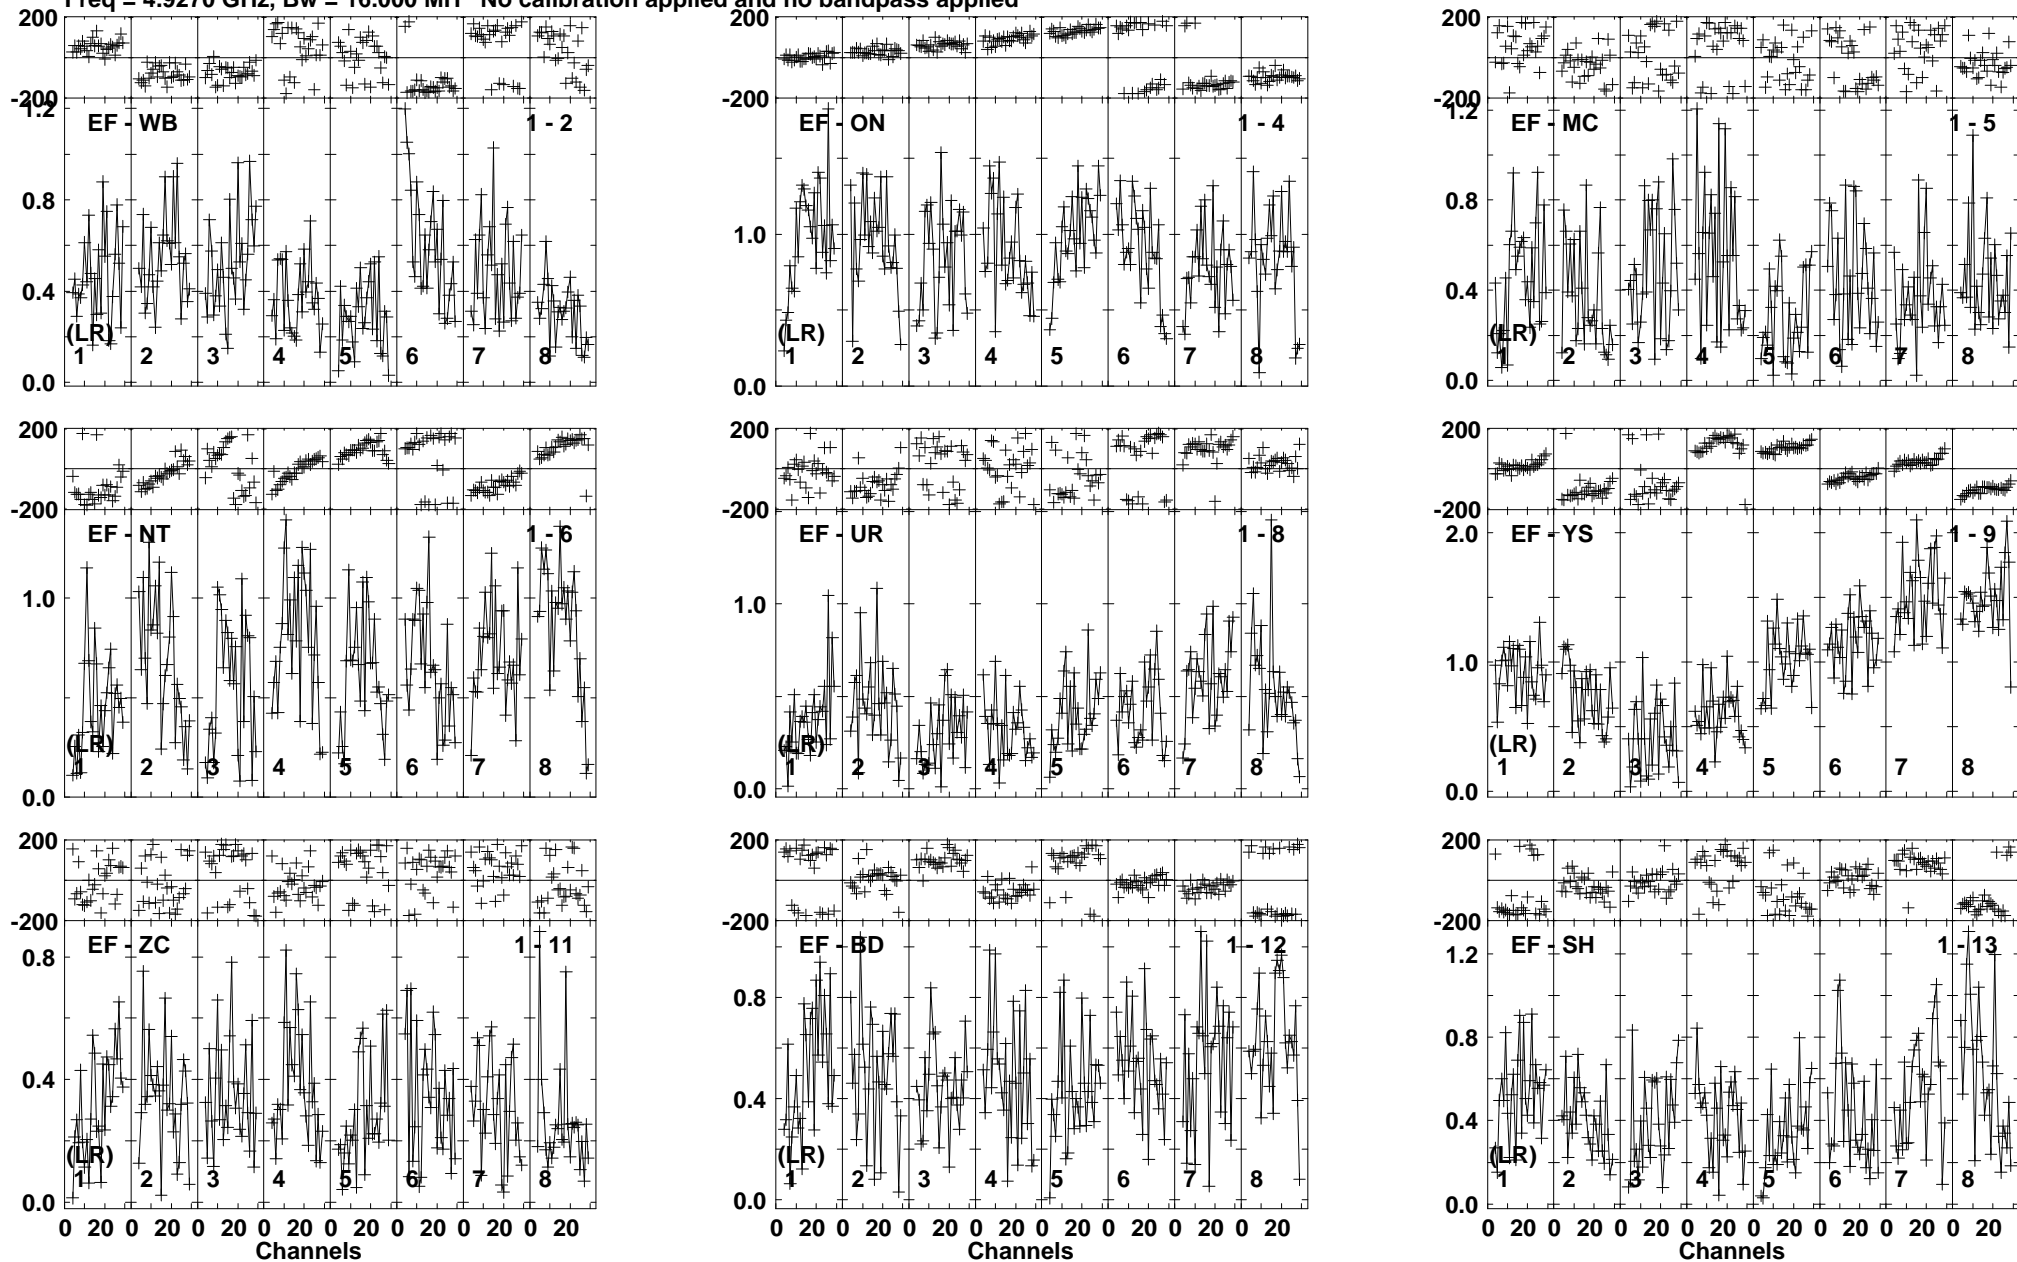 Freq = 4.9270 GHz, Bw = 16.000 MH No calibration applied and no bandpass applied
200 200 200
-200 -200 -200
1.2 1.2
EF - WB 1 - 2 EF - ON 1 - 4 EF - MC 1 - 5
0.8 1.0 0.8
0.4 0.4
(LR) (LR) (LR)
1 2 3 4 5 6 7 8 1 2 3 4 5 6 7 8 1 2 3 4 5 6 7 8
0.0 0.0 0.0
200 200 200
-200 -200 -200
EF - NT 1 - 6 EF - UR 1 - 8 EF - YS 1 - 9
2.0
1.0 1.0 1.0
(LR) (LR) (LR)
1 2 3 4 5 6 7 8 1 2 3 4 5 6 7 8 1 2 3 4 5 6 7 8
0.0 0.0 0.0
200 200 200
-200 -200 -200
EF - ZC 1 - 11 EF - BD 1 - 12 EF - SH 1 - 13
0.8 0.8 1.2
0.8
0.4 0.4 0.4
(LR) (LR) (LR)
1 2 3 4 5 6 7 8 1 2 3 4 5 6 7 8 1 2 3 4 5 6 7 8
0.0 0.0 0.0
0 20 0 20 0 20 0 20 0 20 0 20 0 20 0 20 0 20 0 20 0 20 0 20 0 20 0 20 0 20 0 20 0 20 0 20 0 20 0 20 0 20 0 20 0 20 0 20
Channels Channels